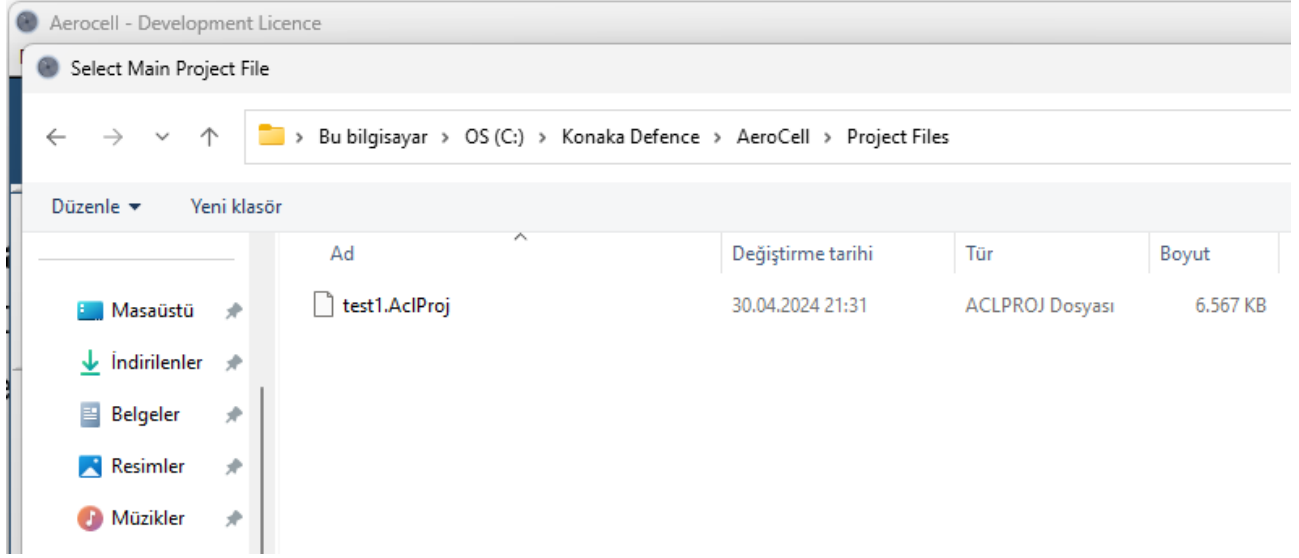 Aerocell - Development Licence
Select Main Project File
Bu bilgisayar > OS (C:) > Konaka Defence > AeroCell > Project Files
Düzenle Yeni klasör
Ad Değiştirme tarihi Tür Boyut
test1.AclProj 30.04.2024 21:31 ACLPROJ Dosyası 6.567 KB
Masaüstü
İndirilenler
Belgeler
Resimler
Müzikler